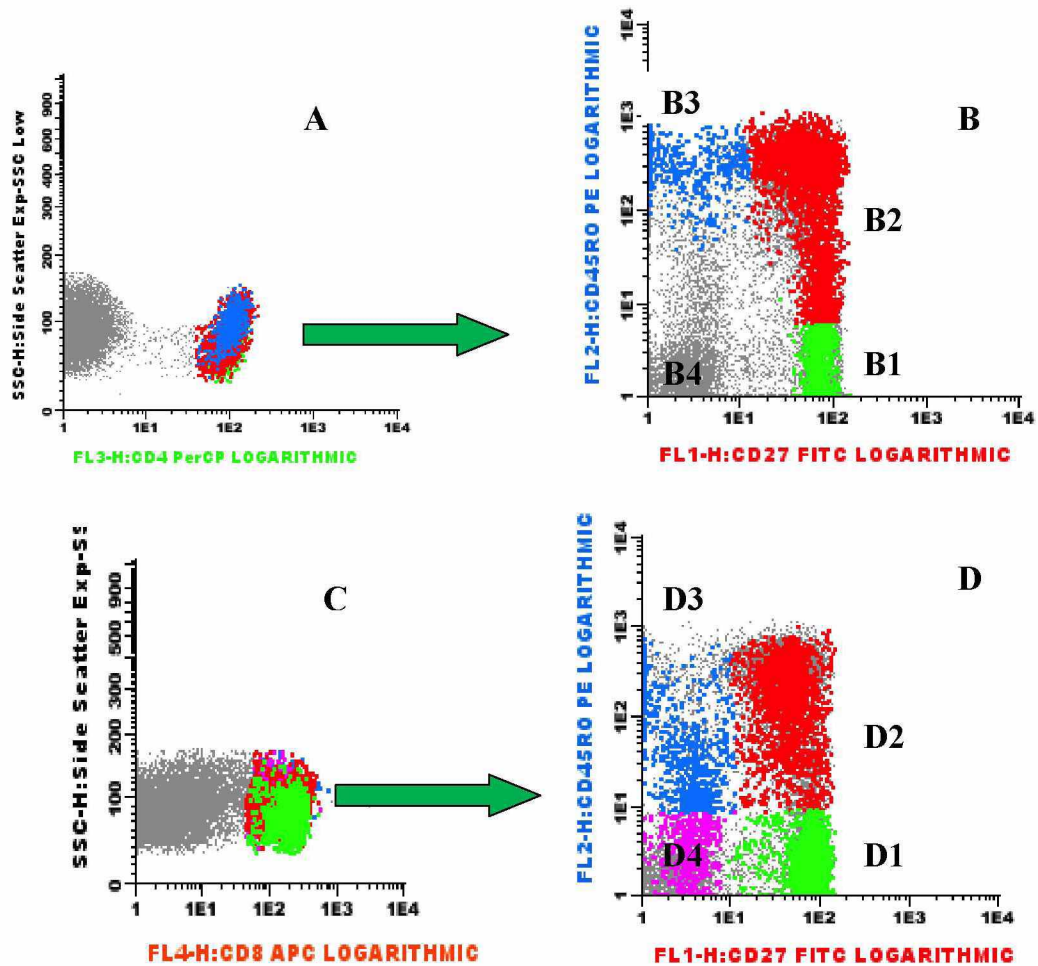 A
SSC-H:Side Scatter Exp-SSC Low
900
600
400
300
200
100
0
1 1E1 1E2 1E3 1E4
FL3-H:CD4 PerCP LOGARITHMIC
B
B3
B2
B1
B4
FL2-H:CD45RO PE LOGARITHMIC
1E4
1E3
1E2
1E1
1
1 1E1 1E2 1E3 1E4
FL1-H:CD27 FITC LOGARITHMIC
C
SSC-H:Side Scatter Exp-S
900
500
300
200
100
0
1 1E1 1E2 1E3 1E4
FL4-H:CD8 APC LOGARITHMIC
D
D3
D2
D4
D1
FL2-H:CD45RO PE LOGARITHMIC
1E4
1E3
1E2
1E1
1
1 1E1 1E2 1E3 1E4
FL1-H:CD27 FITC LOGARITHMIC